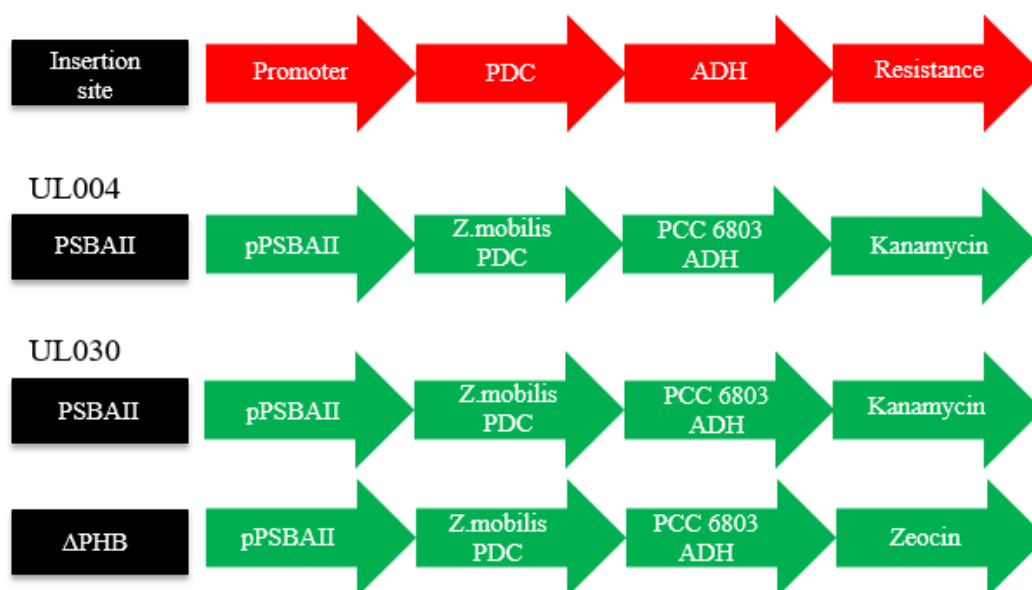 Insertion
site
Promoter
PDC
ADH
Resistance
UL004
PSBAII
pPSBAII
Z.mobilis
PDC
PCC 6803
ADH
Kanamycin
UL030
PSBAII
pPSBAII
Z.mobilis
PDC
PCC 6803
ADH
Kanamycin
ΔPHB
pPSBAII
Z.mobilis
PDC
PCC 6803
ADH
Zeocin